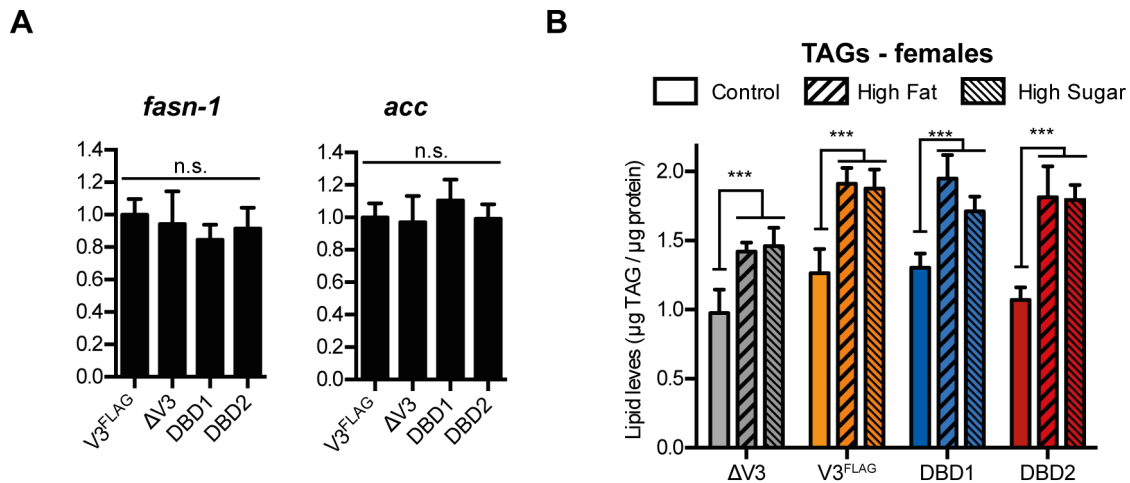 A
B
TAGs - females
Control High Fat High Sugar
fasn-1 acc
n.s. n.s.
1.4
1.2
1.0
0.8
0.6
0.4
0.2
0.0
V3FLAG
ΔV3
DBD1
DBD2
1.4
1.2
1.0
0.8
0.6
0.4
0.2
0.0
V3FLAG
ΔV3
DBD1
DBD2
Lipid leves (µg TAG / µg protein)
2.0
1.5
1.0
0.5
0.0
*** *** *** ***
ΔV3 V3FLAG DBD1 DBD2